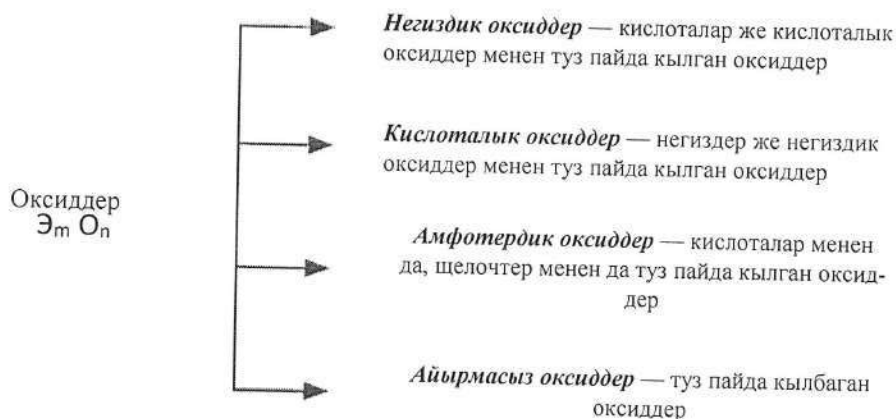 Негиздик оксиддер — кислоталар же кислоталык
оксиддер менен туз пайда кылган оксиддер
Кислоталык оксиддер — негиздер же негиздик
оксиддер менен туз пайда кылган оксиддер
Оксиддер
Эm Оn
Амфотердик оксиддер — кислоталар менен
да, щелочтер менен да туз пайда кылган оксид-
дер
Айырмасыз оксиддер — туз пайда кылбаган
оксиддер